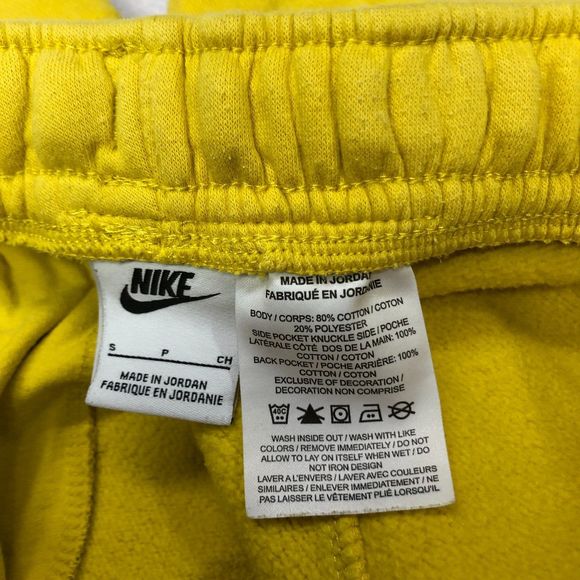 NIKE
S P CH
MADE IN JORDAN
FABRIQUE EN JORDANIE
MADE IN JORDAN
FABRIQUÉ EN JORDANIE
BODY / CORPS: 80% COTTON / COTON
20% POLYESTER
SIDE POCKET KNUCKLE SIDE / POCHE
LATÉRALE CÔTÉ DOS DE LA MAIN: 100%
COTTON / COTON
BACK POCKET / POCHE ARRIÈRE: 100%
COTTON / COTON
EXCLUSIVE OF DECORATION /
DÉCORATION NON COMPRISE
40C
WASH INSIDE OUT / WASH WITH LIKE
COLORS / REMOVE IMMEDIATELY / DO NOT
ALLOW TO LAY ON ITSELF WHEN WET / DO
NOT IRON DESIGN
LAVER A L'ENVERS / LAVER AVEC COULEURS
SIMILAIRES / ENLEVER IMMEDIATEMENT / NE
PAS LAISSER LE VÊTEMENT PLIÉ LORSQU'IL